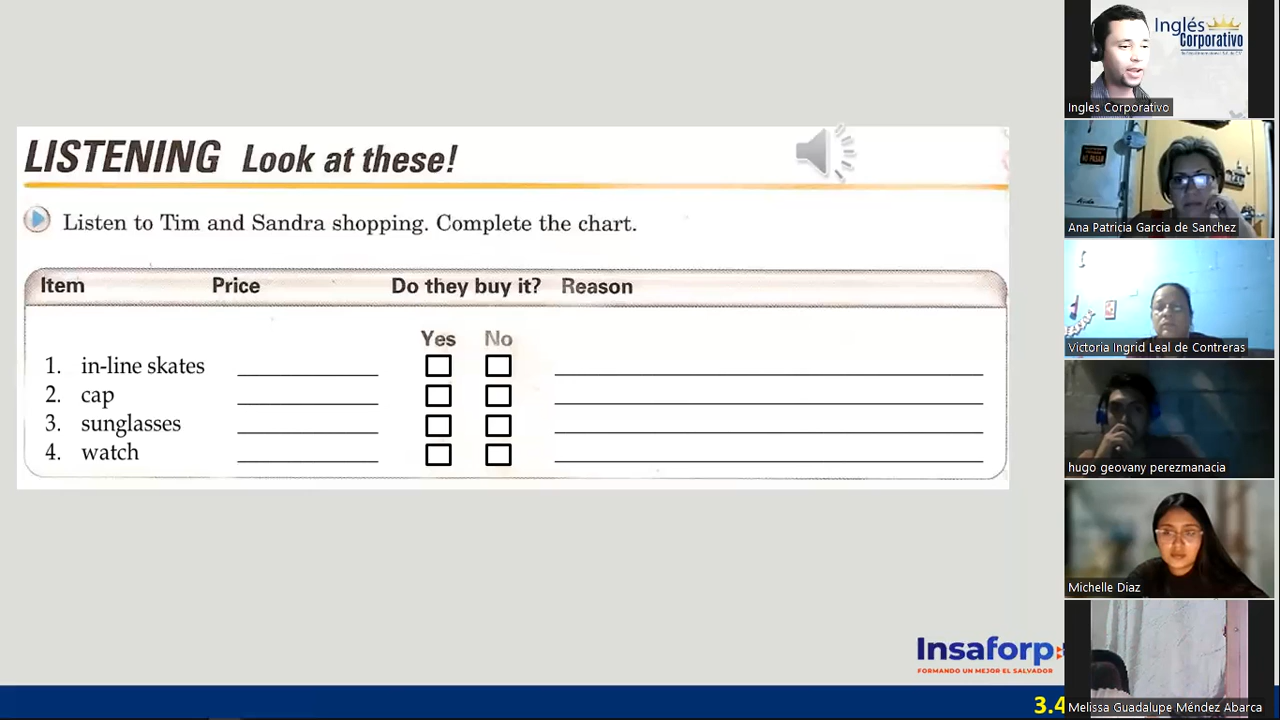 LISTENING Look at these!
Listen to Tim and Sandra shopping. Complete the chart.
Item Price Do they buy it? Reason
Yes No
1. in-line skates
2. cap
3. sunglasses
4. watch
Insaforp
FORMANDO UN MEJOR EL SALVADOR
3.4
Inglés
Corporativo
Ingles Corporativo
NO PASAR
Ana Patricia Garcia de Sanchez
Victoria Ingrid Leal de Contreras
hugo geovany perezmanacia
Michelle Diaz
Melissa Guadalupe Méndez Abarca